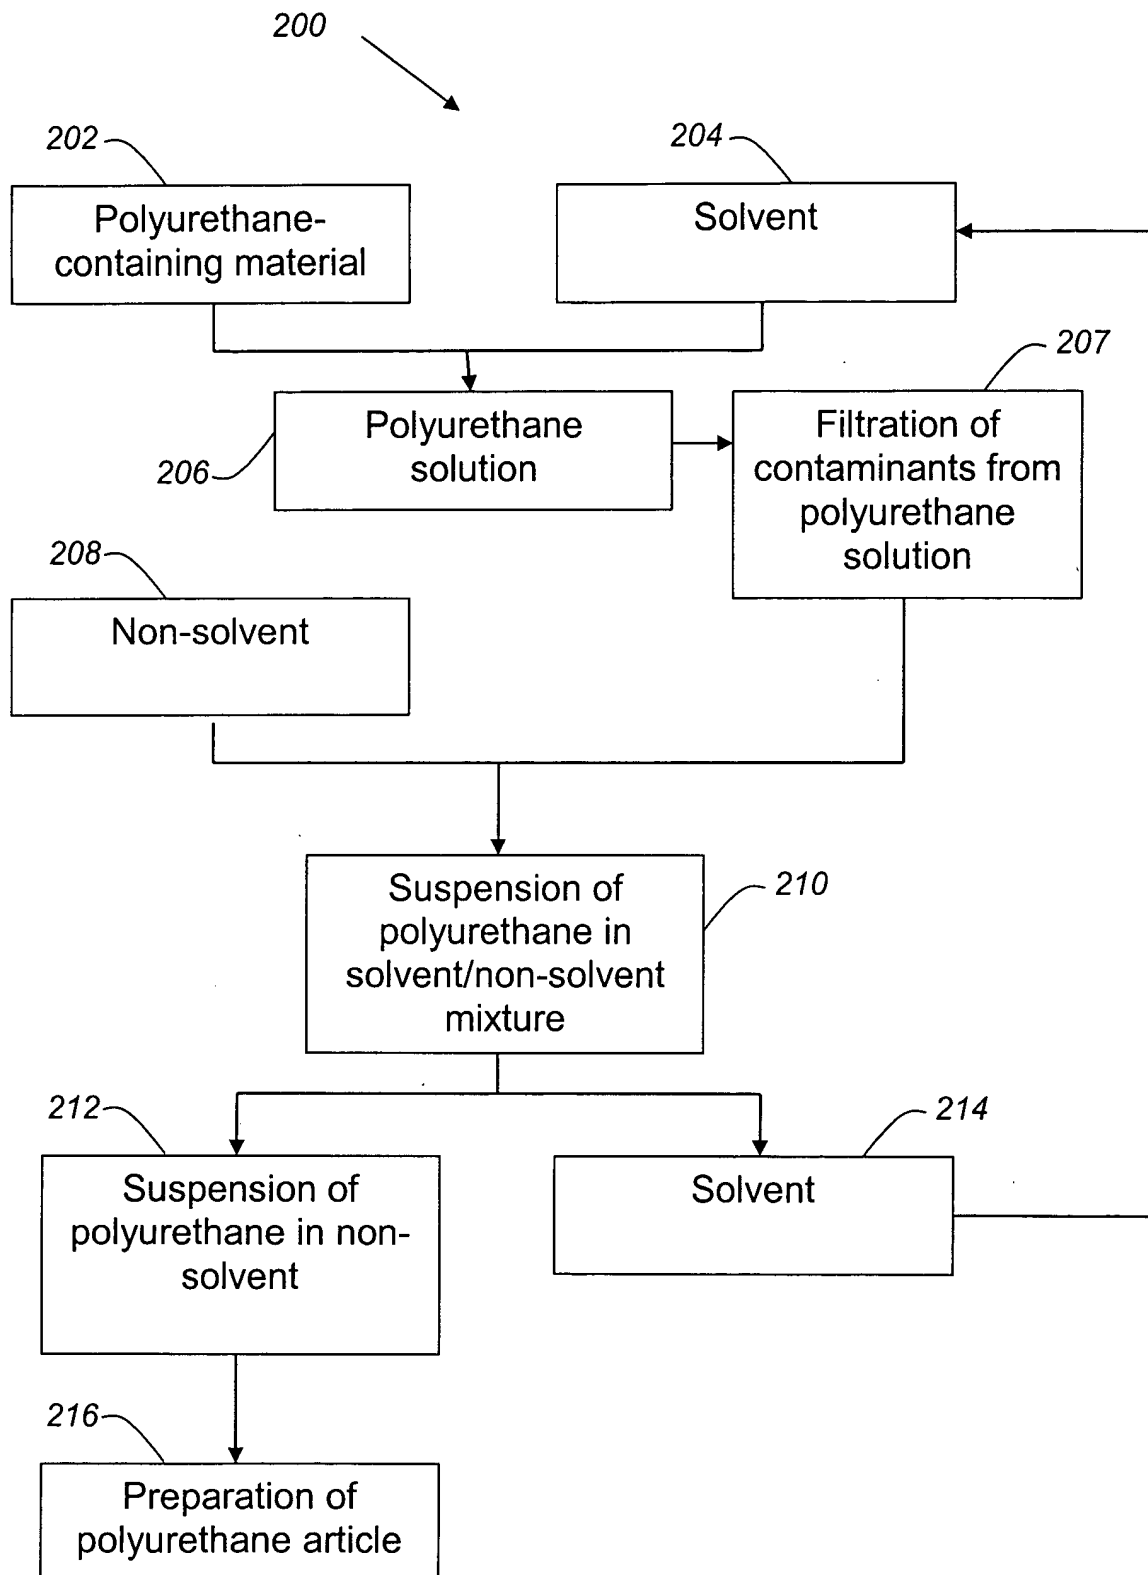 200
202
204
Polyurethane-
containing material
Solvent
207
Polyurethane
solution
206
Filtration of
contaminants from
polyurethane
solution
208
Non-solvent
Suspension of
polyurethane in
solvent/non-solvent
mixture
210
212
214
Suspension of
polyurethane in non-
solvent
Solvent
216
Preparation of
polyurethane article